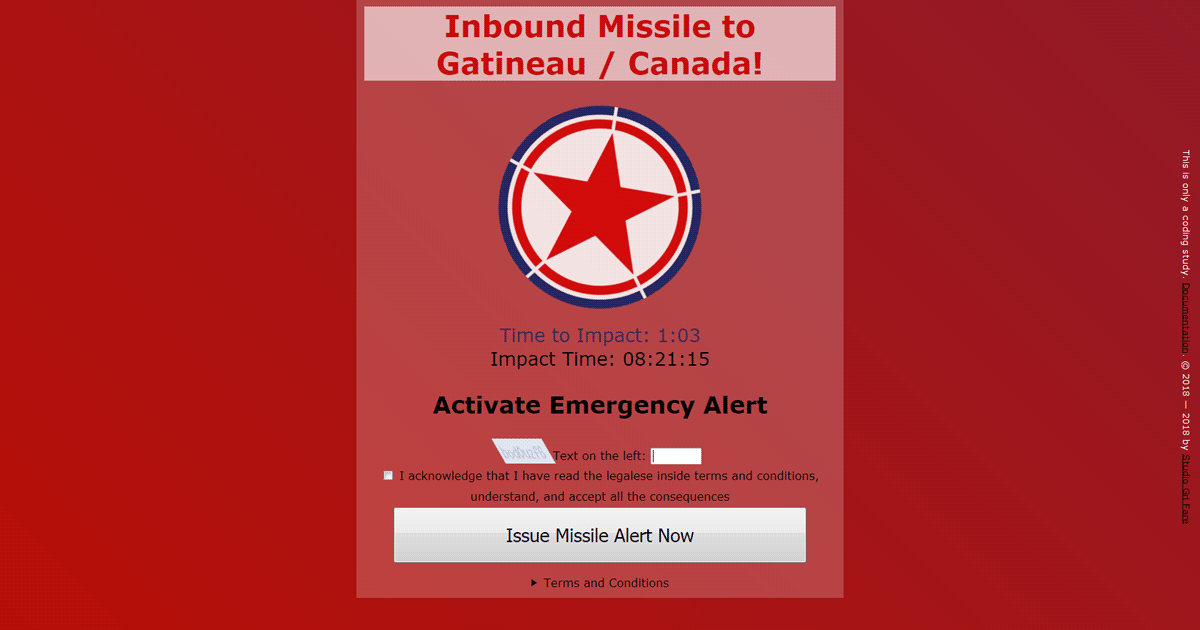 Inbound Missile to
Gatineau / Canada!
Time to Impact: 1:03
Impact Time: 08:21:15
Activate Emergency Alert
Text on the left:
I acknowledge that I have read the legalese inside terms and conditions,
understand, and accept all the consequences
Issue Missile Alert Now
Terms and Conditions
This is only a coding study. Documentation. © 2018 — 2018 by Studio Gri.Fare